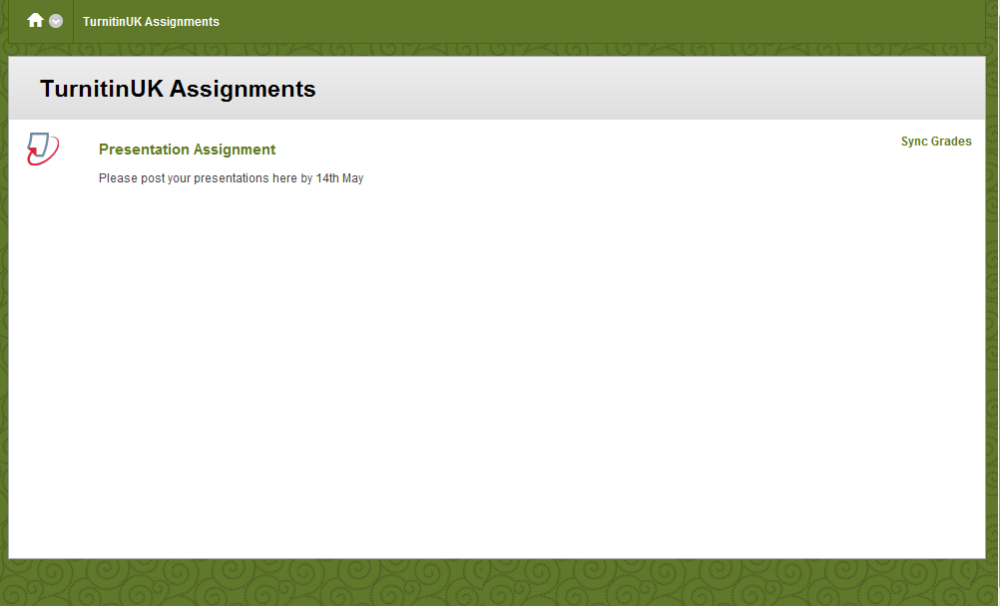 TurnitinUK Assignments
TurnitinUK Assignments
Presentation Assignment
Sync Grades
Please post your presentations here by 14th May